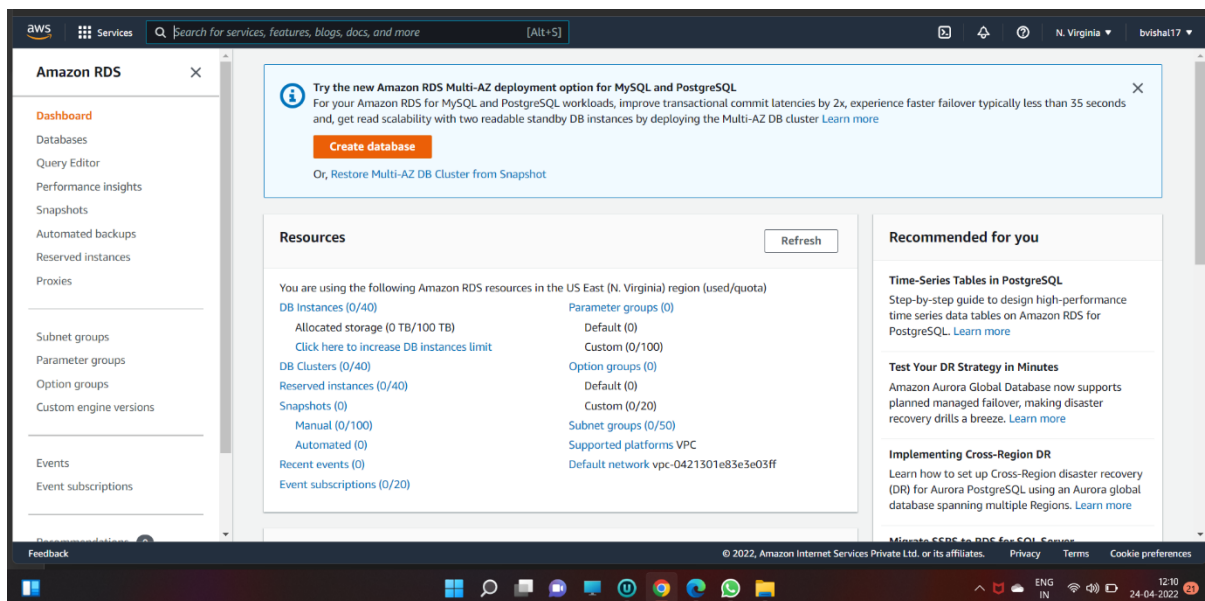 aws
Services
Search for services, features, blogs, docs, and more
[Alt+S]
N. Virginia ▼
bvishal17 ▼
Amazon RDS
Dashboard
Databases
Query Editor
Performance insights
Snapshots
Automated backups
Reserved instances
Proxies
Subnet groups
Parameter groups
Option groups
Custom engine versions
Events
Event subscriptions
Try the new Amazon RDS Multi-AZ deployment option for MySQL and PostgreSQL
For your Amazon RDS for MySQL and PostgreSQL workloads, improve transactional commit latencies by 2x, experience faster failover typically less than 35 seconds
and, get read scalability with two readable standby DB instances by deploying the Multi-AZ DB cluster Learn more
Create database
Or, Restore Multi-AZ DB Cluster from Snapshot
Resources
Refresh
You are using the following Amazon RDS resources in the US East (N. Virginia) region (used/quota)
DB Instances (0/40)
Allocated storage (0 TB/100 TB)
Click here to increase DB instances limit
DB Clusters (0/40)
Reserved instances (0/40)
Snapshots (0)
Manual (0/100)
Automated (0)
Recent events (0)
Event subscriptions (0/20)
Parameter groups (0)
Default (0)
Custom (0/100)
Option groups (0)
Default (0)
Custom (0/20)
Subnet groups (0/50)
Supported platforms VPC
Default network vpc-0421301e83e3e03ff
Recommended for you
Time-Series Tables in PostgreSQL
Step-by-step guide to design high-performance
time series data tables on Amazon RDS for
PostgreSQL. Learn more
Test Your DR Strategy in Minutes
Amazon Aurora Global Database now supports
planned managed failover, making disaster
recovery drills a breeze. Learn more
Implementing Cross-Region DR
Learn how to set up Cross-Region disaster recovery
(DR) for Aurora PostgreSQL using an Aurora global
database spanning multiple Regions. Learn more
Migrate SSRS to RDS for SQL Server
Feedback
© 2022, Amazon Internet Services Private Ltd. or its affiliates.
Privacy
Terms
Cookie preferences
ENG
IN
12:10
24-04-2022
21